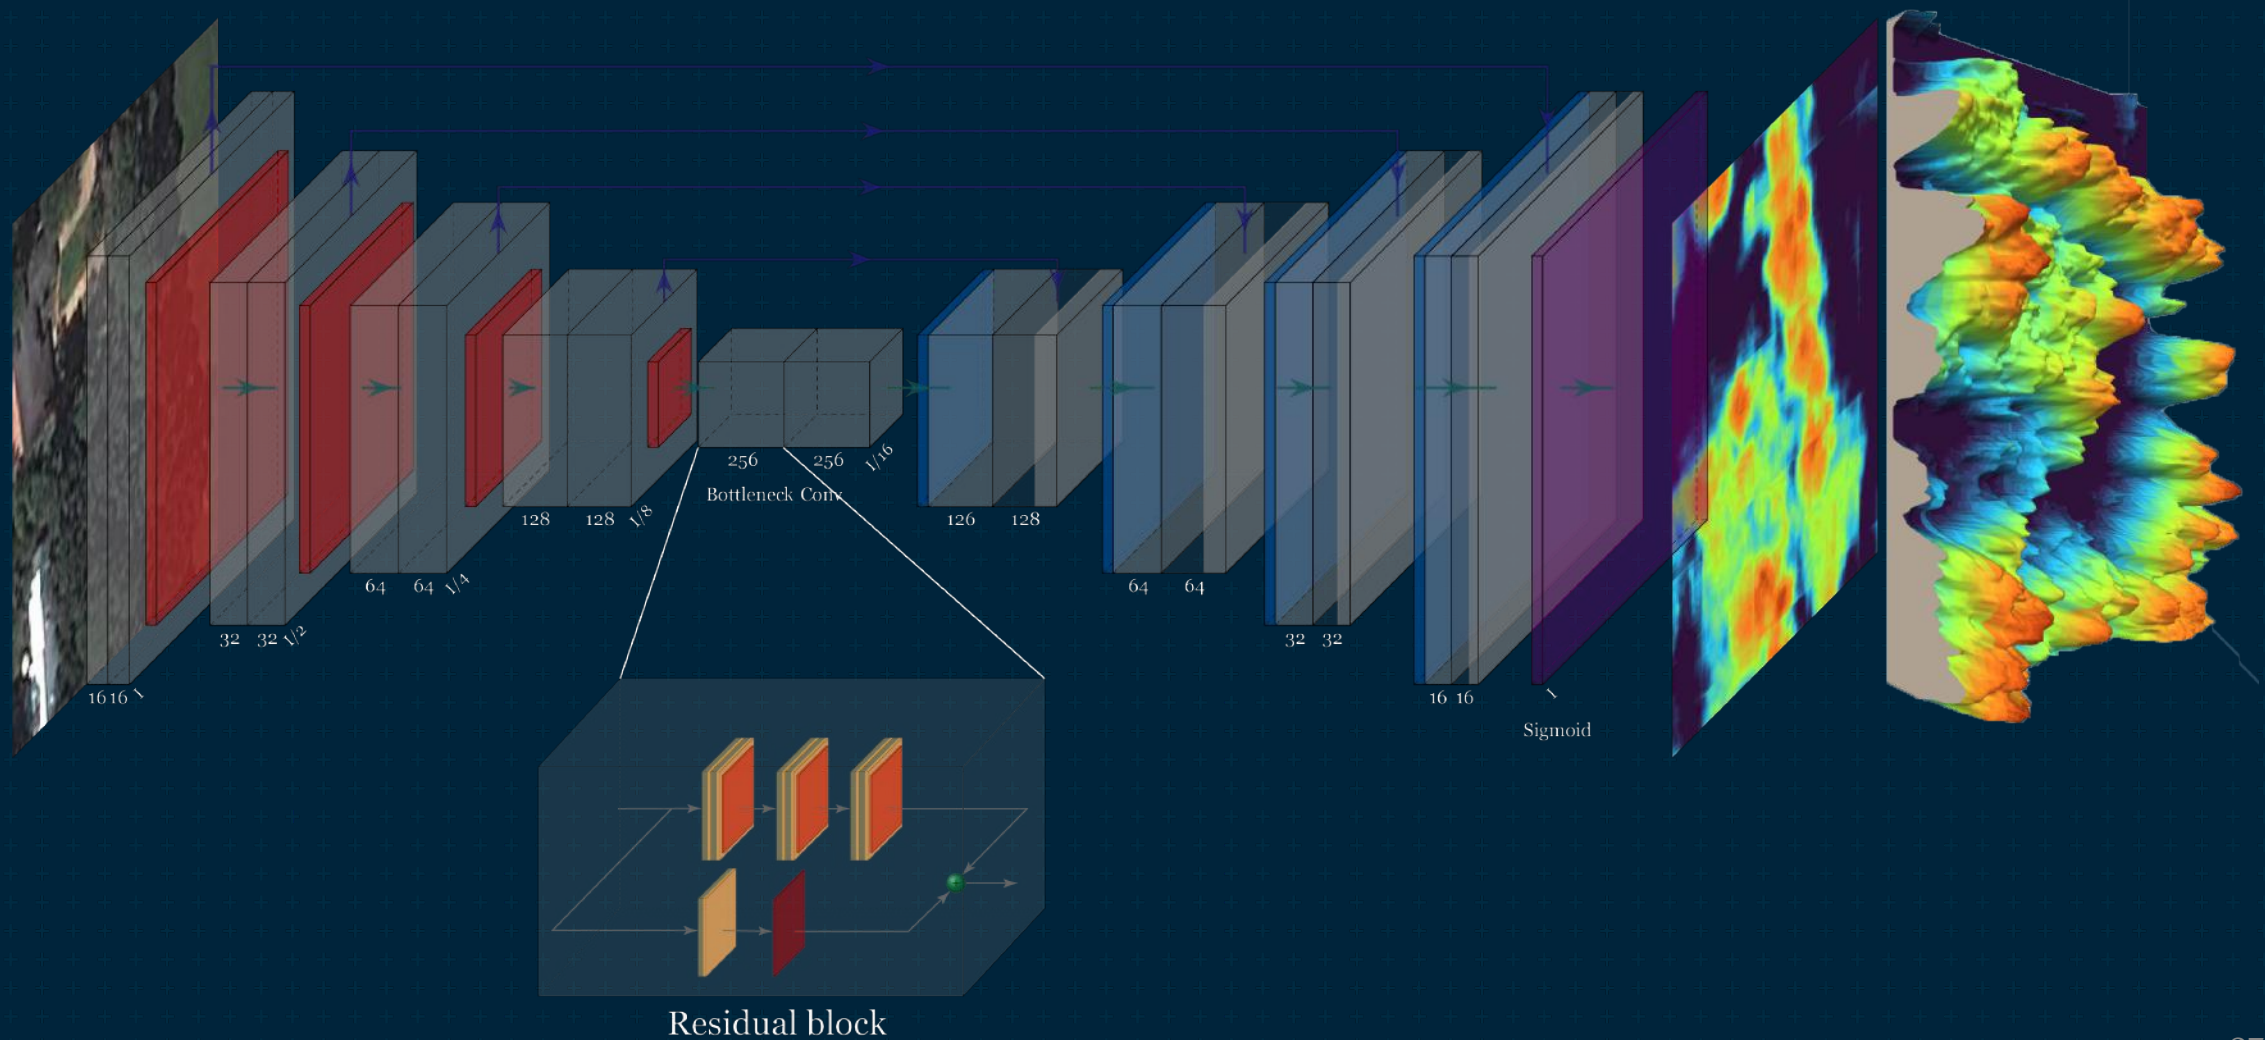 256 256 1/16
Bottleneck Conv
128 128 1/8
126 128
64 64 1/4
64 64
32 32 1/2
32 32
16 16 1
16 16
1
Sigmoid
Residual block